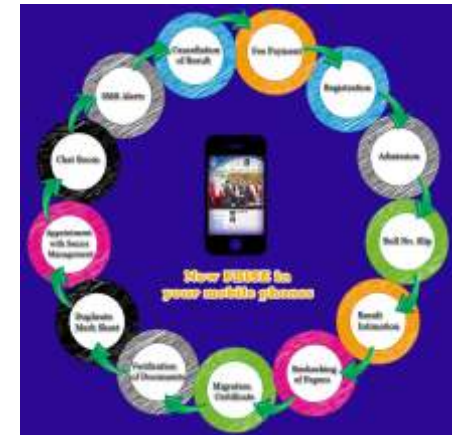 Cancellation
of Result
Fee Payment
Registration
Admission
Roll No. Slip
Result
Intimation
Rechecking
of Papers
Migration
Certificate
Verification
of Documents
Duplicate
Mark Sheet
Appointment
with Senior
Management
Chat Room
SMS Alerts
Now FBISE in
your mobile phones